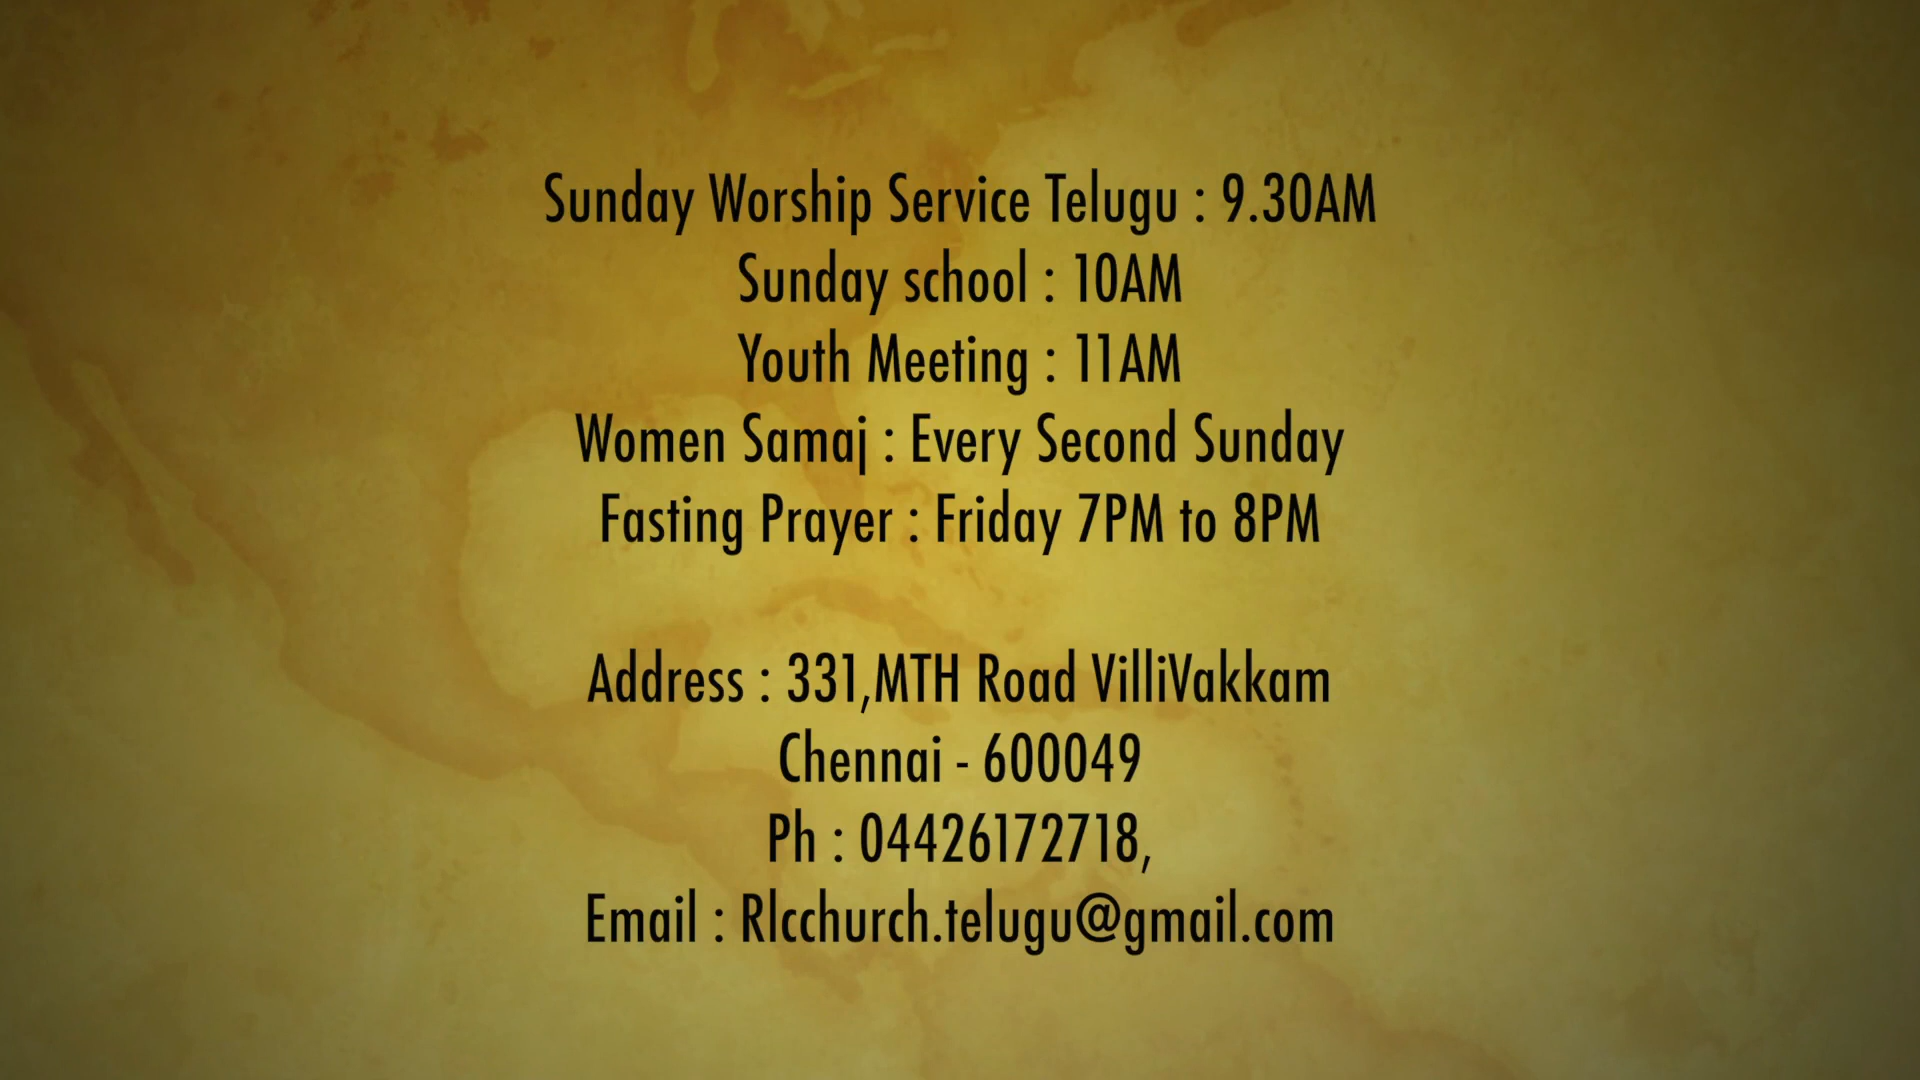 Sunday Worship Service Telugu : 9.30AM
Sunday school : 10AM
Youth Meeting : 11AM
Women Samaj : Every Second Sunday
Fasting Prayer : Friday 7PM to 8PM
Address : 331,MTH Road VilliVakkam
Chennai - 600049
Ph : 04426172718,
Email : Rlcchurch.telugu@gmail.com